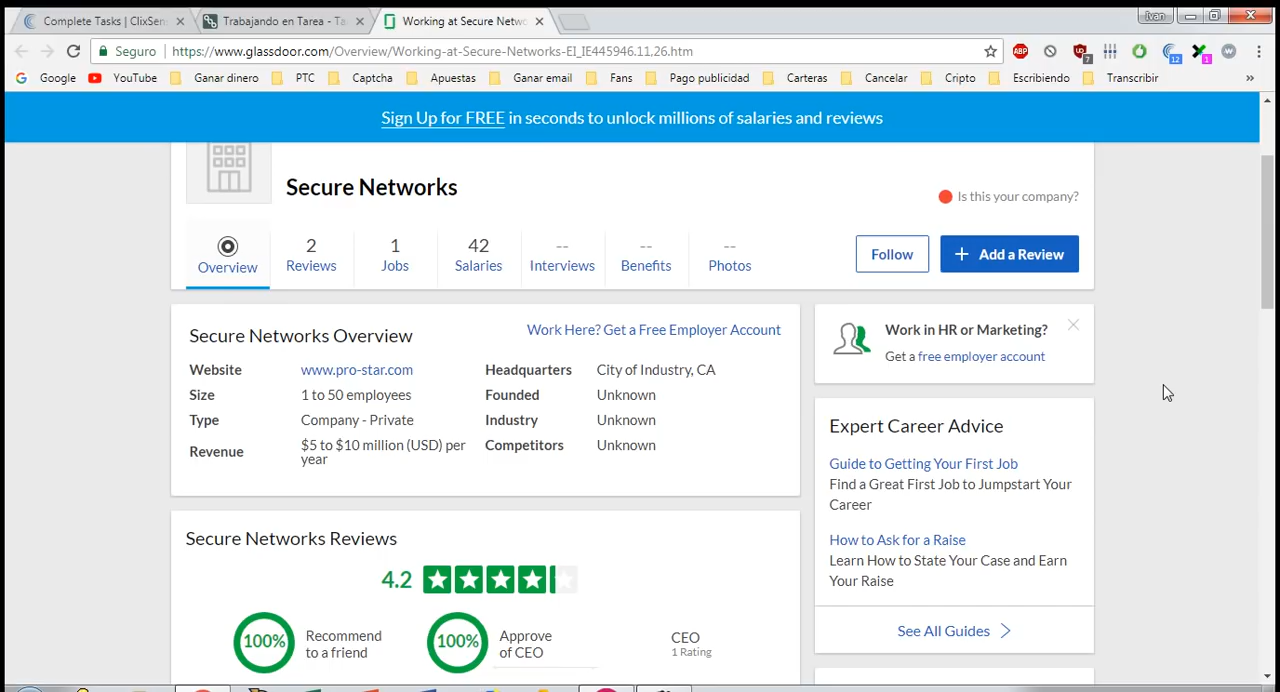 Complete Tasks | ClixSen
Trabajando en Tarea - Ta
Working at Secure Netwo
Ivan
Seguro
https://www.glassdoor.com/Overview/Working-at-Secure-Networks-EI_IE445946.11,26.htm
ABP
7
12
1
W
Google
YouTube
Ganar dinero
PTC
Captcha
Apuestas
Ganar email
Fans
Pago publicidad
Carteras
Cancelar
Cripto
Escribiendo
Transcribir
»
Sign Up for FREE in seconds to unlock millions of salaries and reviews
Secure Networks
Is this your company?
Overview
2 Reviews
1 Jobs
42 Salaries
-- Interviews
-- Benefits
-- Photos
Follow
+ Add a Review
Secure Networks Overview
Work Here? Get a Free Employer Account
Website www.pro-star.com
Headquarters City of Industry, CA
Size 1 to 50 employees
Founded Unknown
Type Company - Private
Industry Unknown
Revenue $5 to $10 million (USD) per
year
Competitors Unknown
Work in HR or Marketing?
Get a free employer account
Expert Career Advice
Guide to Getting Your First Job
Find a Great First Job to Jumpstart Your
Career
How to Ask for a Raise
Learn How to State Your Case and Earn
Your Raise
See All Guides
Secure Networks Reviews
4.2
100%
Recommend
to a friend
100%
Approve
of CEO
CEO
1 Rating